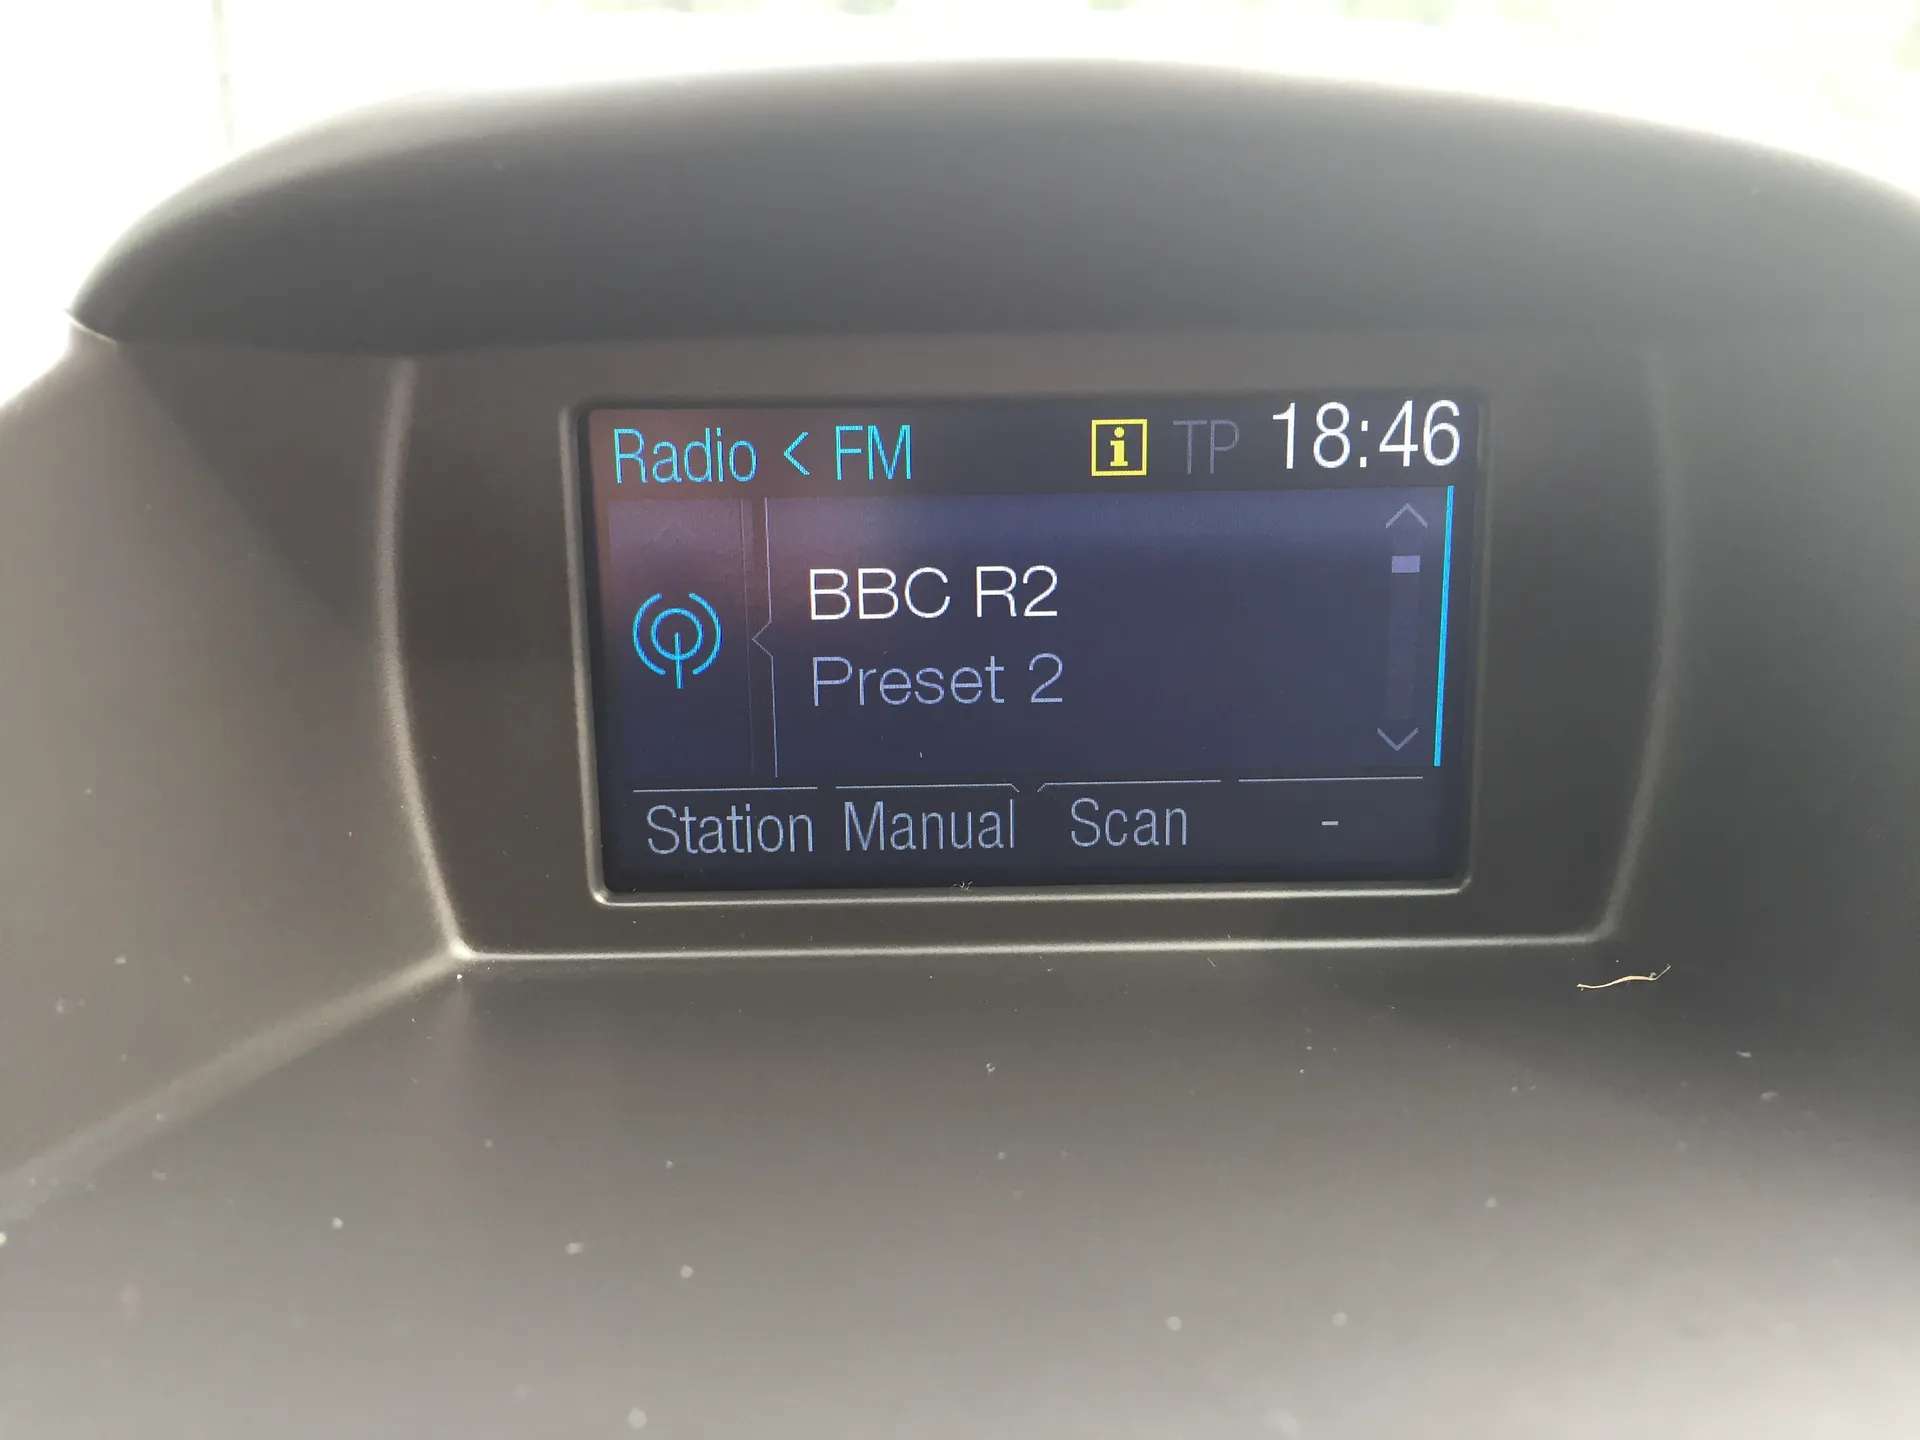 Radio < FM i TP 18:46
BBC R2
Preset 2
Station Manual Scan -